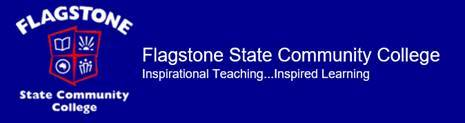 FLAGSTONE
State Community
College
Flagstone State Community College
Inspirational Teaching...Inspired Learning